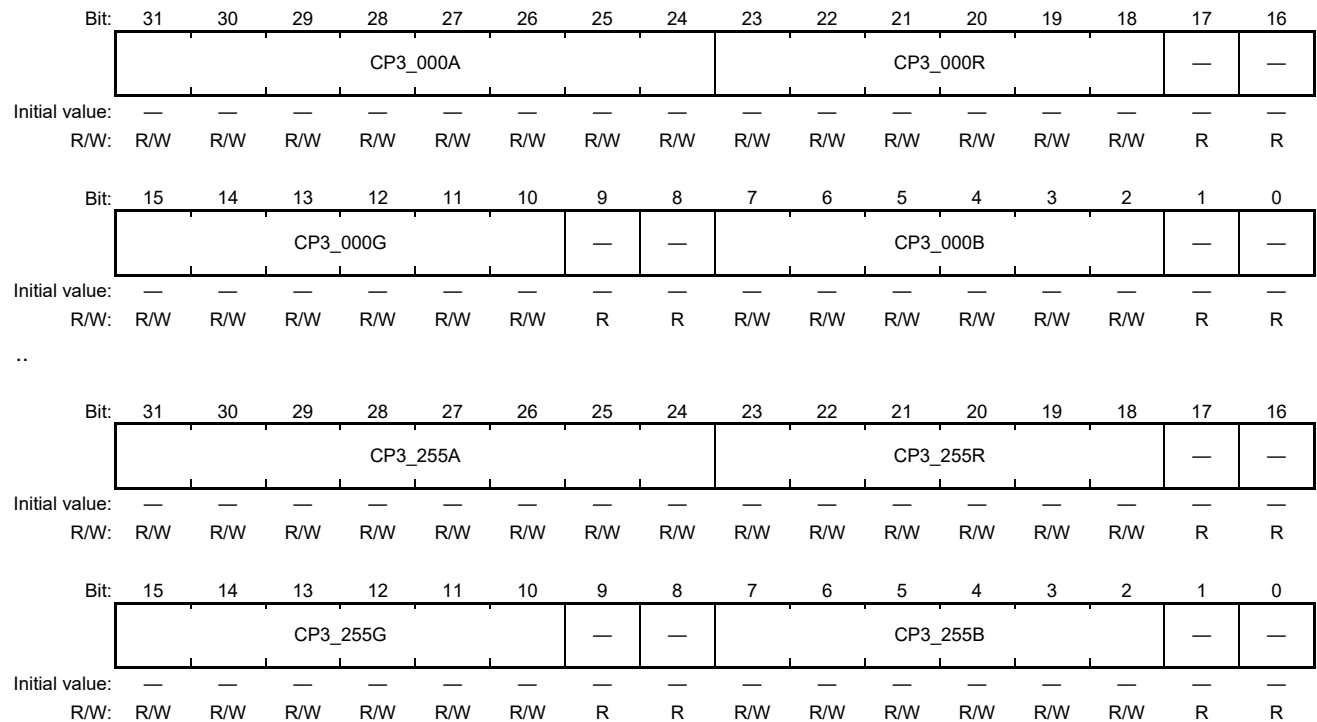 Bit: 31 30 29 28 27 26 25 24 23 22 21 20 19 18 17 16
CP3_000A CP3_000R — —
Initial value: — — — — — — — — — — — — — — — —
R/W: R/W R/W R/W R/W R/W R/W R/W R/W R/W R/W R/W R/W R/W R/W R R
Bit: 15 14 13 12 11 10 9 8 7 6 5 4 3 2 1 0
CP3_000G — — CP3_000B — —
Initial value: — — — — — — — — — — — — — — — —
R/W: R/W R/W R/W R/W R/W R/W R R R/W R/W R/W R/W R/W R/W R R
..
Bit: 31 30 29 28 27 26 25 24 23 22 21 20 19 18 17 16
CP3_255A CP3_255R — —
Initial value: — — — — — — — — — — — — — — — —
R/W: R/W R/W R/W R/W R/W R/W R/W R/W R/W R/W R/W R/W R/W R/W R R
Bit: 15 14 13 12 11 10 9 8 7 6 5 4 3 2 1 0
CP3_255G — — CP3_255B — —
Initial value: — — — — — — — — — — — — — — — —
R/W: R/W R/W R/W R/W R/W R/W R R R/W R/W R/W R/W R/W R/W R R